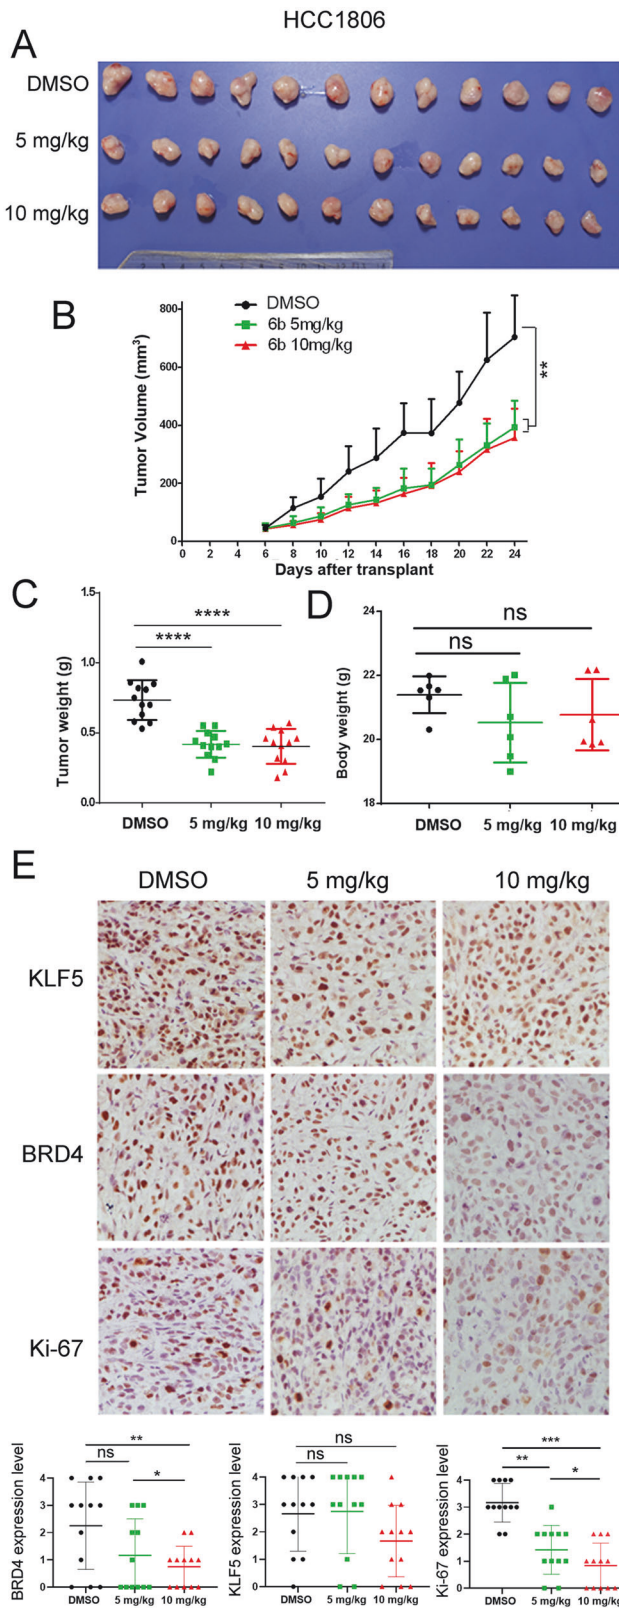 HCC1806
A
DMSO
5 mg/kg
10 mg/kg
B
DMSO
6b 5mg/kg
6b 10mg/kg
Tumor Volume (mm³)
800
600
400
200
0
**
0 2 4 6 8 10 12 14 16 18 20 22 24
Days after transplant
C
Tumor weight (g)
1.5
1.0
0.5
0.0
****
****
DMSO 5 mg/kg 10 mg/kg
D
Body weight (g)
24
22
20
18
ns
ns
DMSO 5 mg/kg 10 mg/kg
E
DMSO 5 mg/kg 10 mg/kg
KLF5
BRD4
Ki-67
BRD4 expression level
4
3
2
1
0
**
ns
*
DMSO 5 mg/kg 10 mg/kg
KLF5 expression level
4
3
2
1
0
ns
ns
DMSO 5 mg/kg 10 mg/kg
Ki-67 expression level
4
3
2
1
0
***
**
*
DMSO 5 mg/kg 10 mg/kg